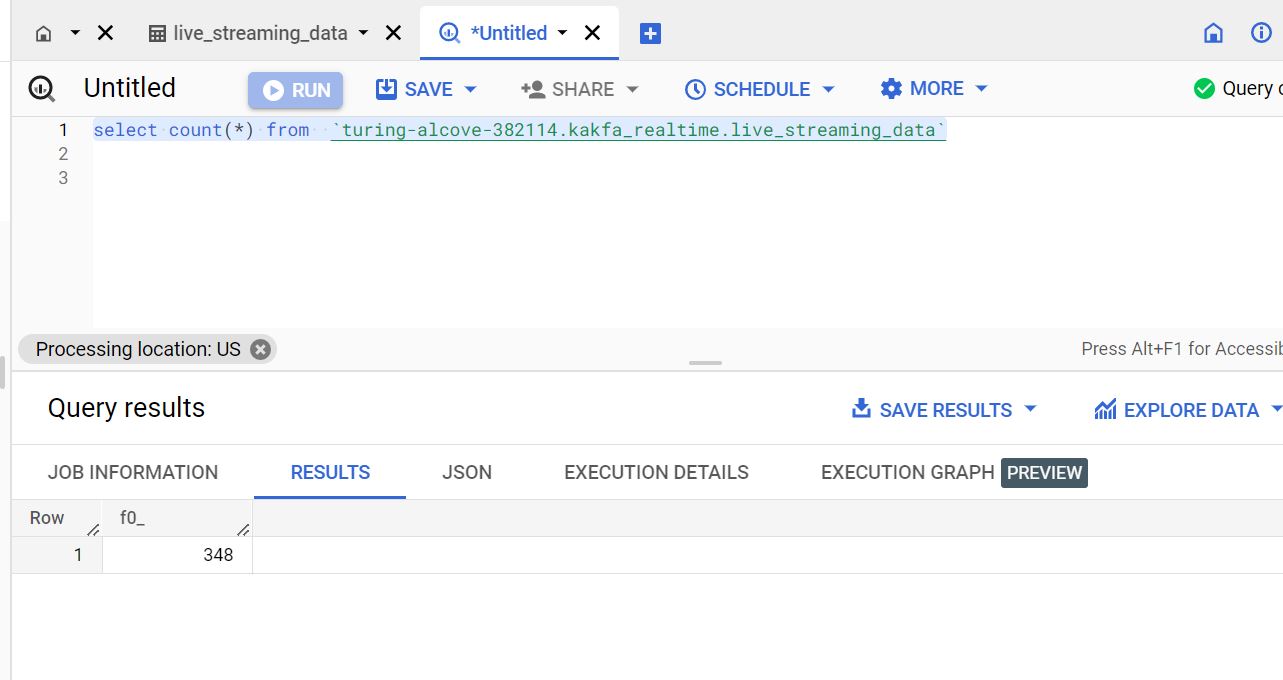 live_streaming_data *Untitled
Untitled RUN SAVE SHARE SCHEDULE MORE Query c
1 select count(*) from `turing-alcove-382114.kakfa_realtime.live_streaming_data`
2
3
Processing location: US Press Alt+F1 for Accessib
Query results SAVE RESULTS EXPLORE DATA
JOB INFORMATION RESULTS JSON EXECUTION DETAILS EXECUTION GRAPH PREVIEW
Row f0_
1 348